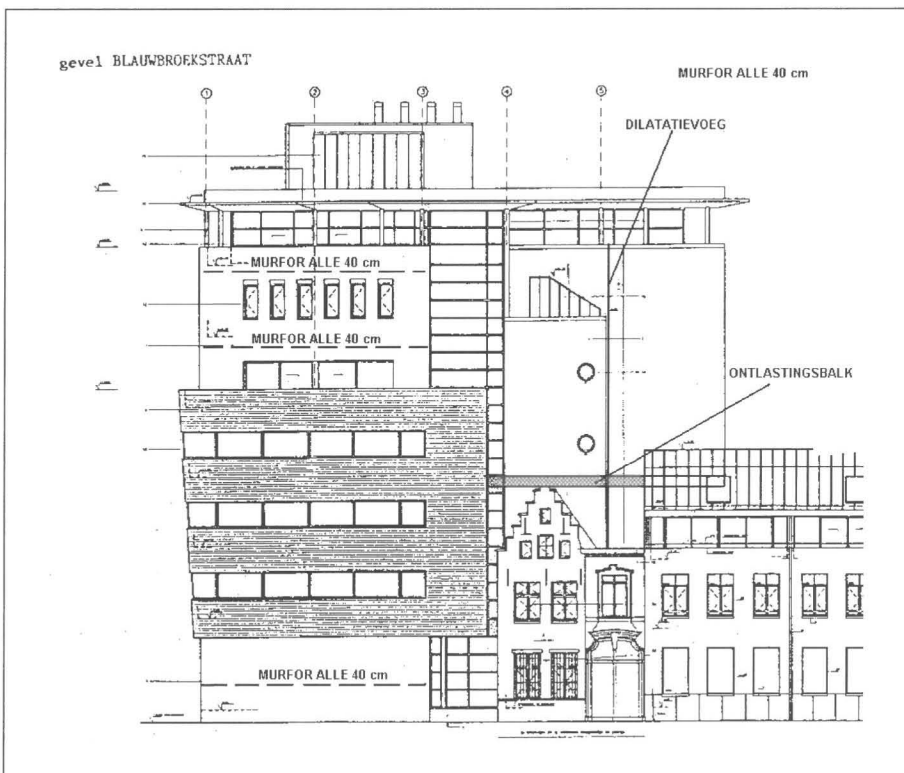 gevel BLAUWBROEKSTRAAT
MURFOR ALLE 40 cm
1 2 3 4 5
DILATATIEVOEG
MURFOR ALLE 40 cm
MURFOR ALLE 40 cm
ONTLASTINGSBALK
MURFOR ALLE 40 cm